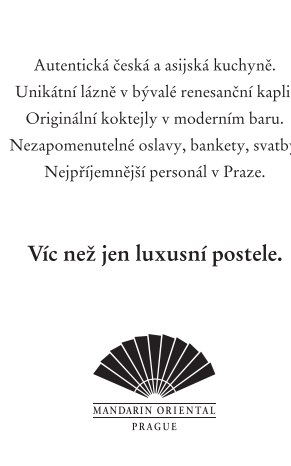 Autentická česká a asijská kuchyně.
Unikátní lázně v bývalé renesanční kapli
Originální koktejly v moderním baru.
Nezapomenutelné oslavy, bankety, svatby
Nejpříjemnější personál v Praze.
Víc než jen luxusní postele.
MANDARIN ORIENTAL
PRAGUE